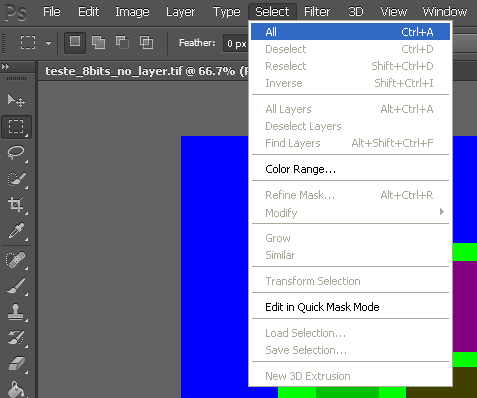 Ps File Edit Image Layer Type Select Filter 3D View Window
Feather: 0 px
teste_8bits_no_layer.tif @ 66.7% (
All Ctrl+A
Deselect Ctrl+D
Reselect Shift+Ctrl+D
Inverse Shift+Ctrl+I
All Layers Alt+Ctrl+A
Deselect Layers
Find Layers Alt+Shift+Ctrl+F
Color Range...
Refine Mask... Alt+Ctrl+R
Modify
Grow
Similar
Transform Selection
Edit in Quick Mask Mode
Load Selection...
Save Selection...
New 3D Extrusion